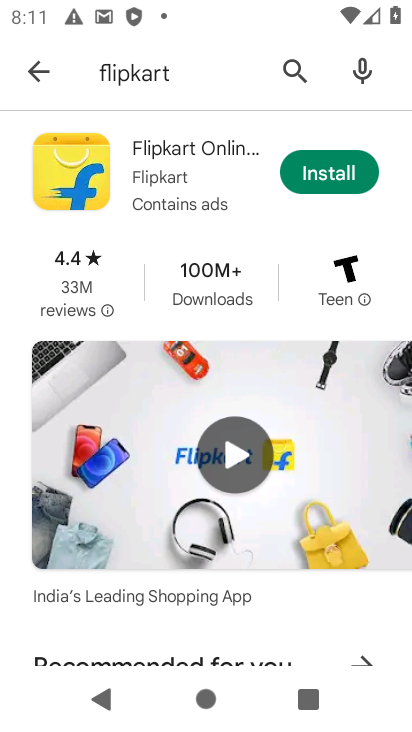 8:11
flipkart
Flipkart Onlin...
Flipkart
Contains ads
Install
4.4★
33M
reviews
100M+
Downloads
Teen
Flipk
India's Leading Shopping App
Recommended for you